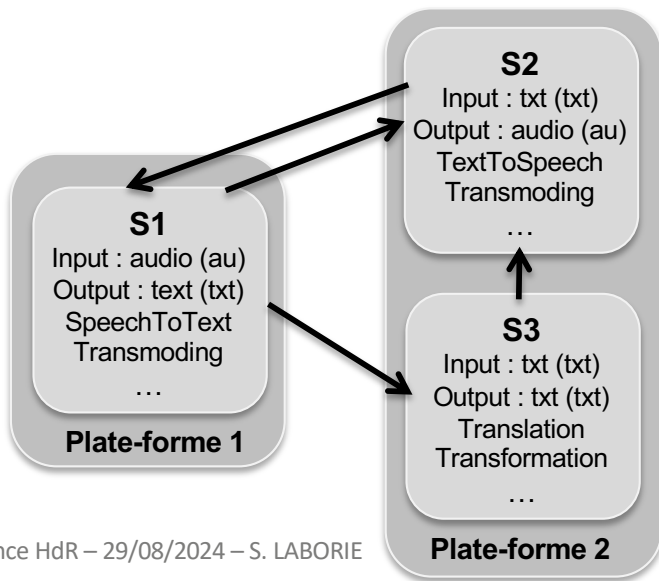 S2
Input : txt (txt)
Output : audio (au)
TextToSpeech
Transmoding
…
S1
Input : audio (au)
Output : text (txt)
SpeechToText
Transmoding
…
Plate-forme 1
S3
Input : txt (txt)
Output : txt (txt)
Translation
Transformation
…
Plate-forme 2
HdR – 29/08/2024 – S. LABORIE